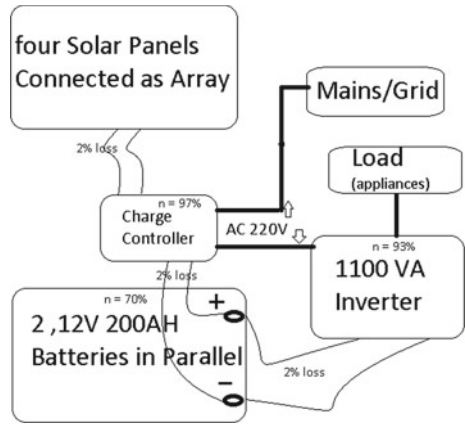 four Solar Panels
Connected as Array
Mains/Grid
2% loss
Load
(appliances)
n = 97%
Charge
Controller
AC 220V
n = 93%
1100 VA
Inverter
2% loss
n = 70%
+
2 ,12V 200AH
Batteries in Parallel
2% loss
−